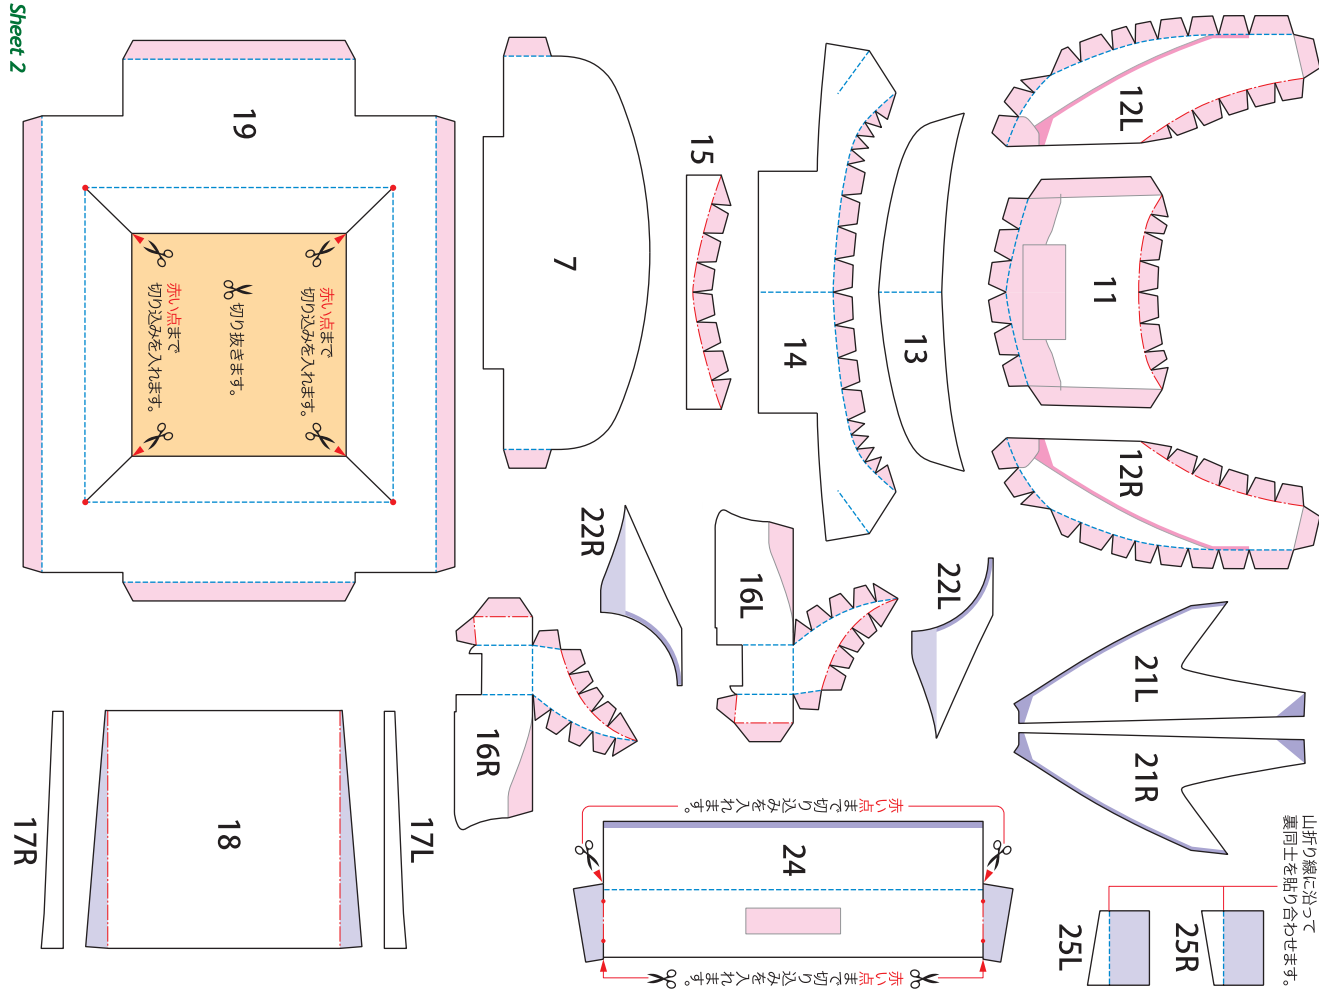 Sheet 2
12L
11
12R
13
14
15
7
19
赤い点まで
切り込みを入れます。
切り抜きます。
赤い点まで
切り込みを入れます。
22R
16L
22L
16R
21L
21R
17R
18
17L
赤い点まで切り込みを入れます。
24
赤い点まで切り込みを入れます。
山折り線に沿って
裏同士を貼り合わせます。
25R
25L